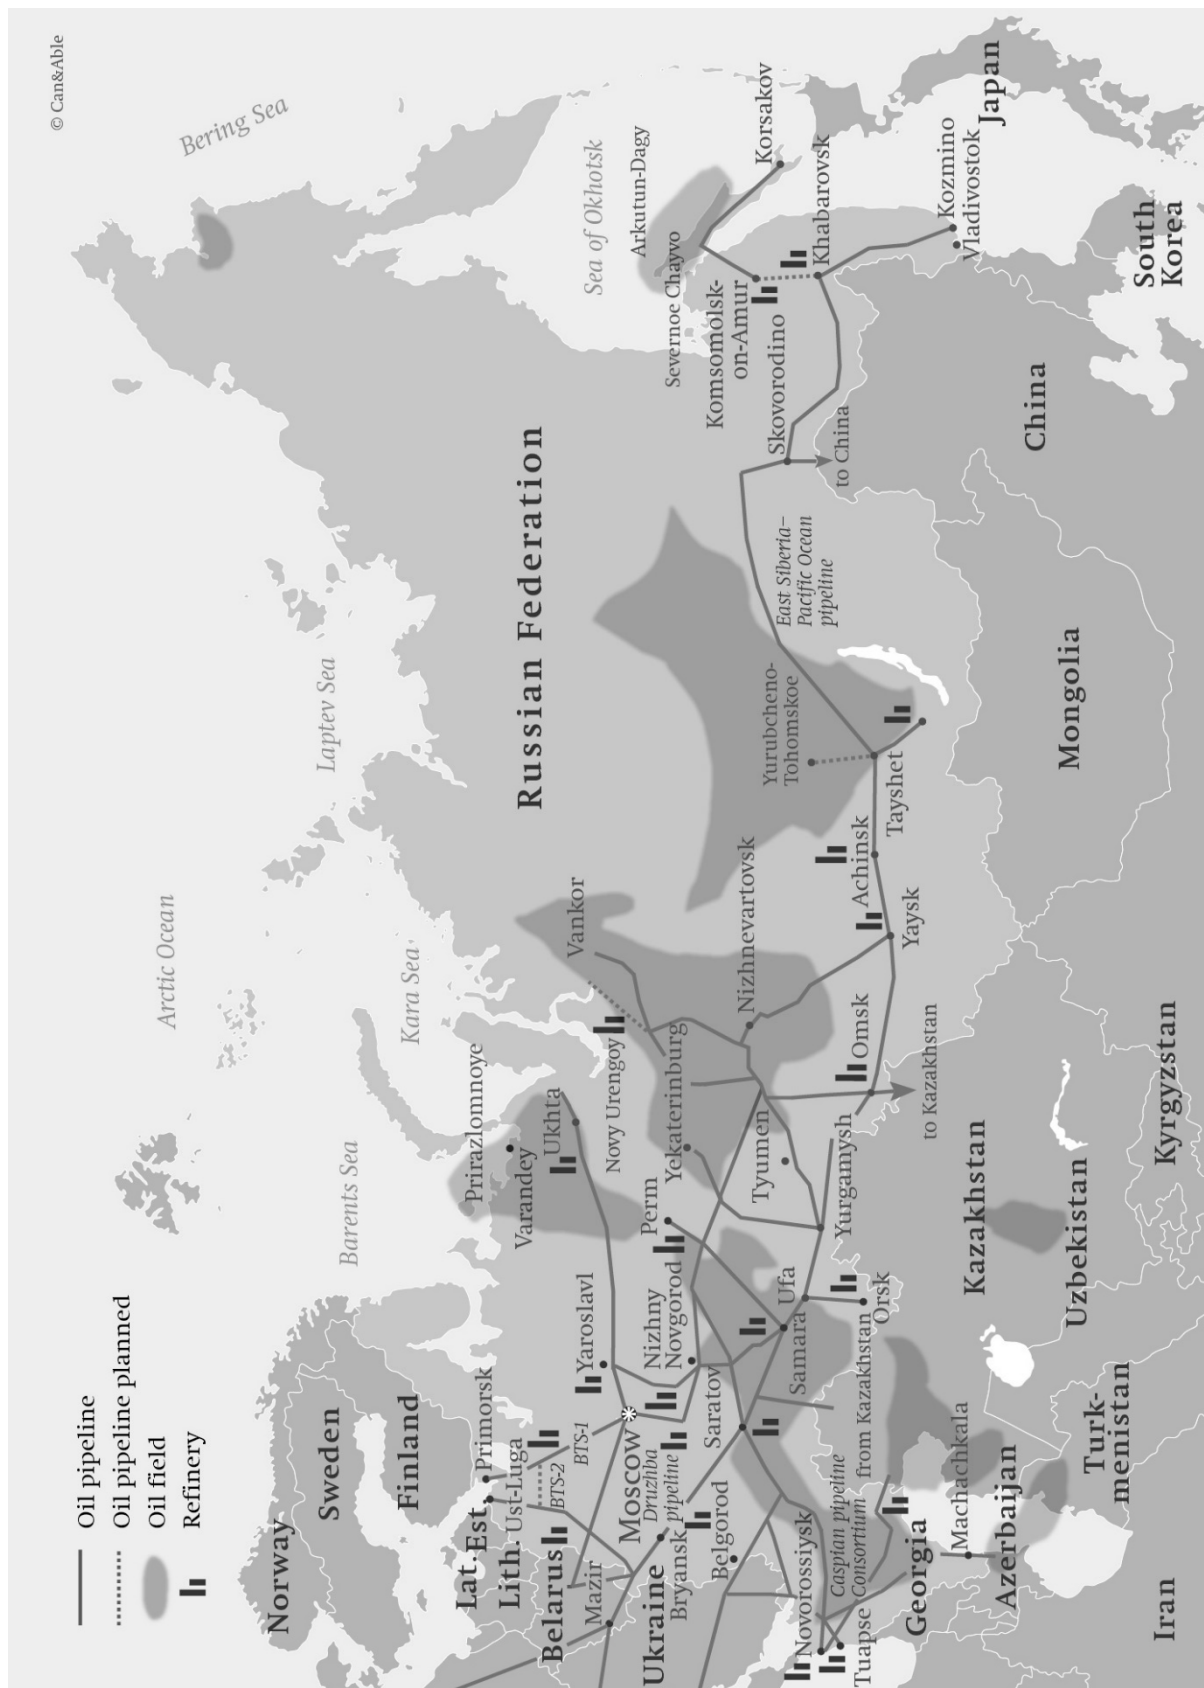 Oil pipeline
Oil pipeline planned
Oil field
Refinery
© Can&Able
Arctic Ocean
Bering Sea
Laptev Sea
Kara Sea
Barents Sea
Sea of Okhotsk
Norway
Sweden
Finland
Est.
Lat.
Lith.
Belarus
Ukraine
Georgia
Azerbaijan
Iran
Turk-
menistan
Uzbekistan
Kazakhstan
Kyrgyzstan
Mongolia
China
South
Korea
Japan
Russian Federation
Primorsk
Ust-Luga
BTS-1
BTS-2
Mazir
Moscow
Druzhba
pipeline
Bryansk
Belgorod
Yaroslavl
Nizhny
Novgorod
Saratov
Samara
Ufa
Orsk
from Kazakhstan
Novorossiysk
Caspian pipeline
Consortium
Tuapse
Machachkala
Prirazlomnoye
Varandey
Ukhta
Perm
Novy Urengoy
Yekaterinburg
Tyumen
Yurgamysh
Omsk
to Kazakhstan
Vankor
Nizhnevartovsk
Yaysk
Achinsk
Tayshet
Yurubcheno-
Tohomskoe
East Siberia–
Pacific Ocean
pipeline
Skovorodino
to China
Severnoe Chayvo
Arkutun-Dagy
Komsomolsk-
on-Amur
Khabarovsk
Korsakov
Kozmino
Vladivostok